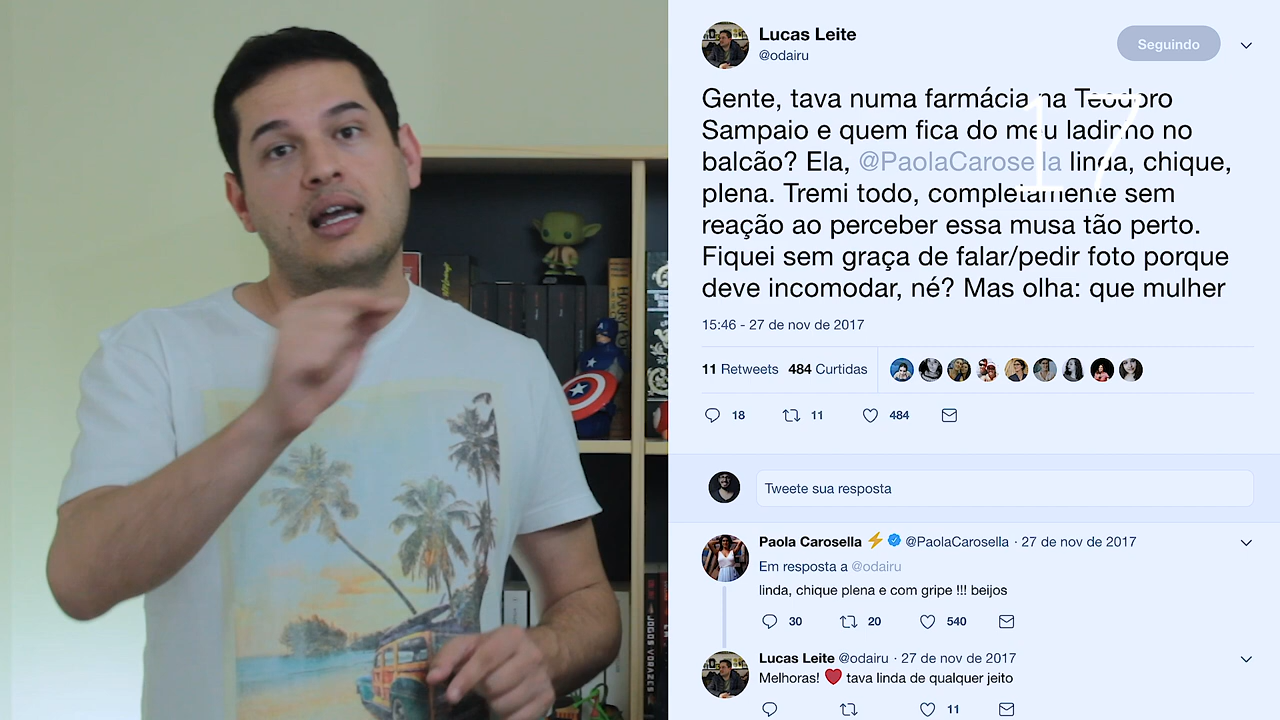 Lucas Leite
@odairu
Seguindo
Gente, tava numa farmácia na Teodoro
Sampaio e quem fica do meu ladinho no
balcão? Ela, @PaolaCarosella linda, chique,
plena. Tremi todo, completamente sem
reação ao perceber essa musa tão perto.
Fiquei sem graça de falar/pedir foto porque
deve incomodar, né? Mas olha: que mulher
17
15:46 - 27 de nov de 2017
11 Retweets 484 Curtidas
18 11 484
Tweete sua resposta
Paola Carosella ⚡ @PaolaCarosella · 27 de nov de 2017
Em resposta a @odairu
linda, chique plena e com gripe !!! beijos
30 20 540
Lucas Leite @odairu · 27 de nov de 2017
Melhoras! ❤️ tava linda de qualquer jeito
11
HARRY PO
JOGOS VORAZES